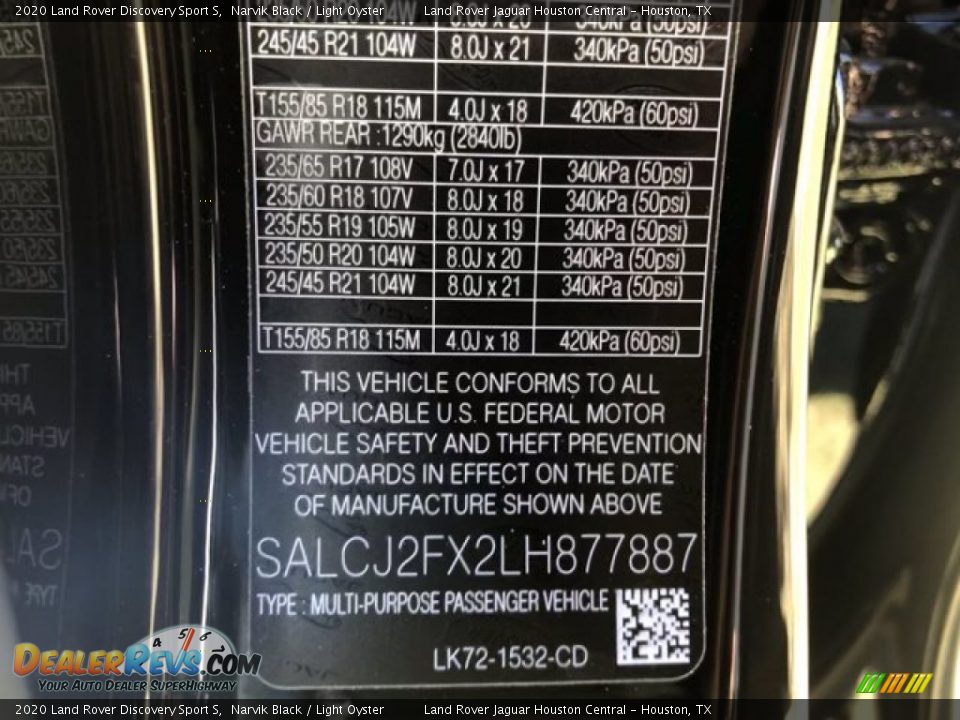 2020 Land Rover Discovery Sport S, Narvik Black / Light Oyster Land Rover Jaguar Houston Central - Houston, TX
245/45 R21 104W 8.0J x 21 340kPa (50psi)
T155/85 R18 115M 4.0J x 18 420kPa (60psi)
GAWR REAR : 1290kg (2840lb)
235/65 R17 108V 7.0J x 17 340kPa (50psi)
235/60 R18 107V 8.0J x 18 340kPa (50psi)
235/55 R19 105W 8.0J x 19 340kPa (50psi)
235/50 R20 104W 8.0J x 20 340kPa (50psi)
245/45 R21 104W 8.0J x 21 340kPa (50psi)
T155/85 R18 115M 4.0J x 18 420kPa (60psi)
THIS VEHICLE CONFORMS TO ALL
APPLICABLE U.S. FEDERAL MOTOR
VEHICLE SAFETY AND THEFT PREVENTION
STANDARDS IN EFFECT ON THE DATE
OF MANUFACTURE SHOWN ABOVE
SALCJ2FX2LH877887
TYPE : MULTI-PURPOSE PASSENGER VEHICLE
LK72-1532-CD
4 5 6
DEALERREVS.COM
YOUR AUTO DEALER SUPERHIGHWAY
2020 Land Rover Discovery Sport S, Narvik Black / Light Oyster Land Rover Jaguar Houston Central - Houston, TX